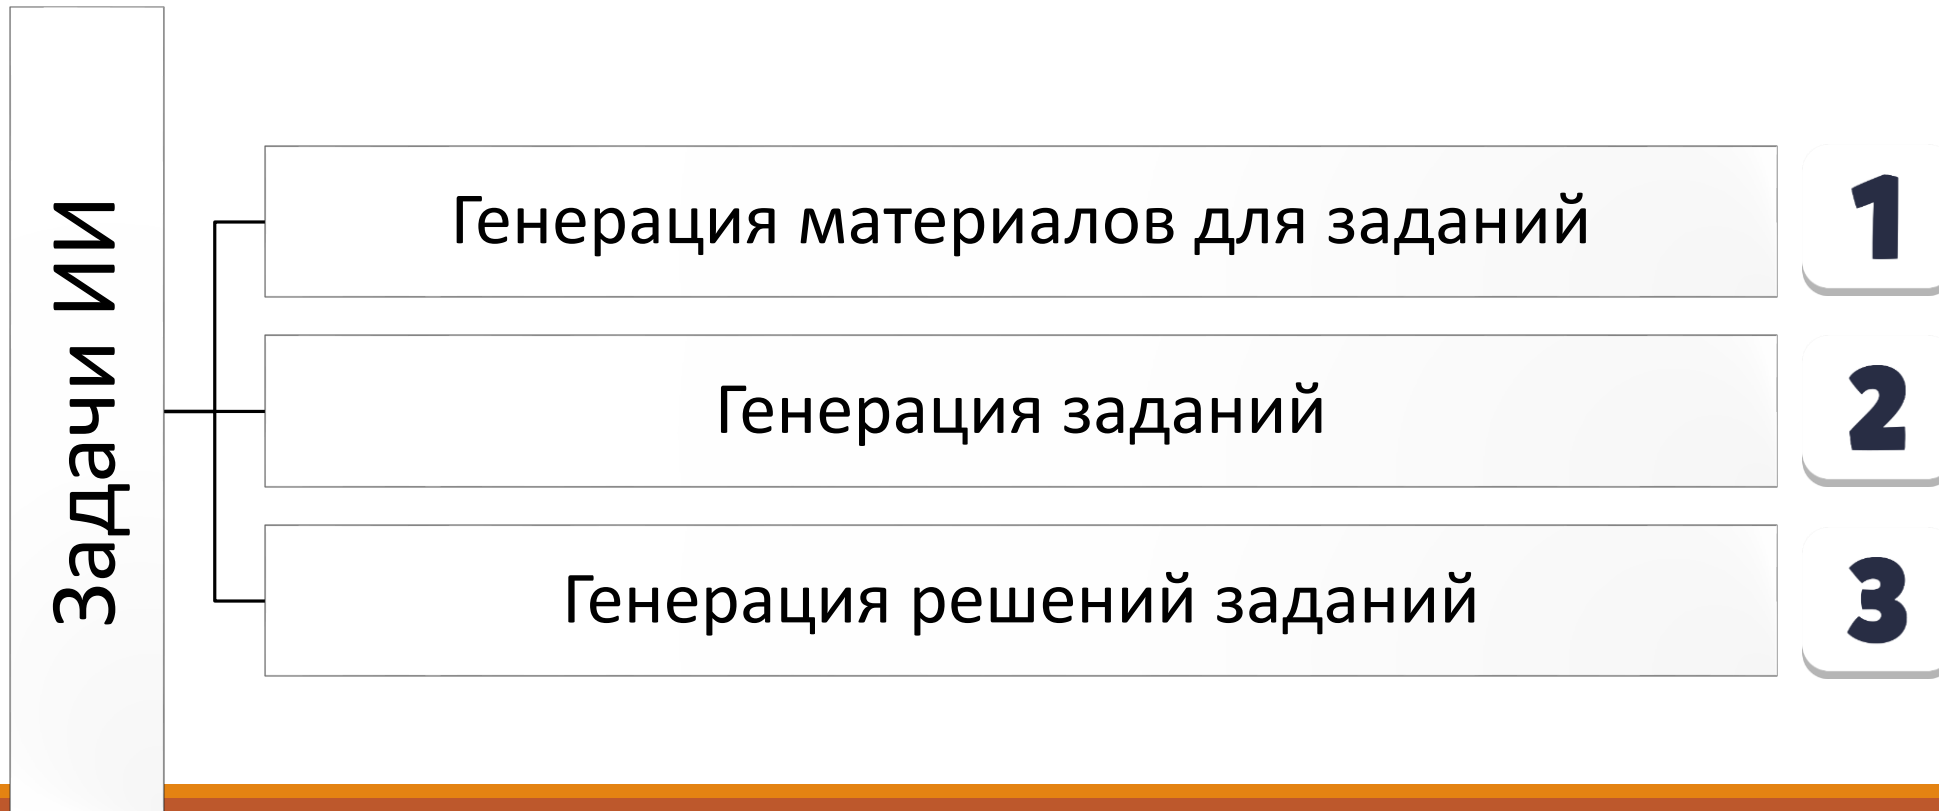 Задачи ИИ
Генерация материалов для заданий
1
Генерация заданий
2
Генерация решений заданий
3